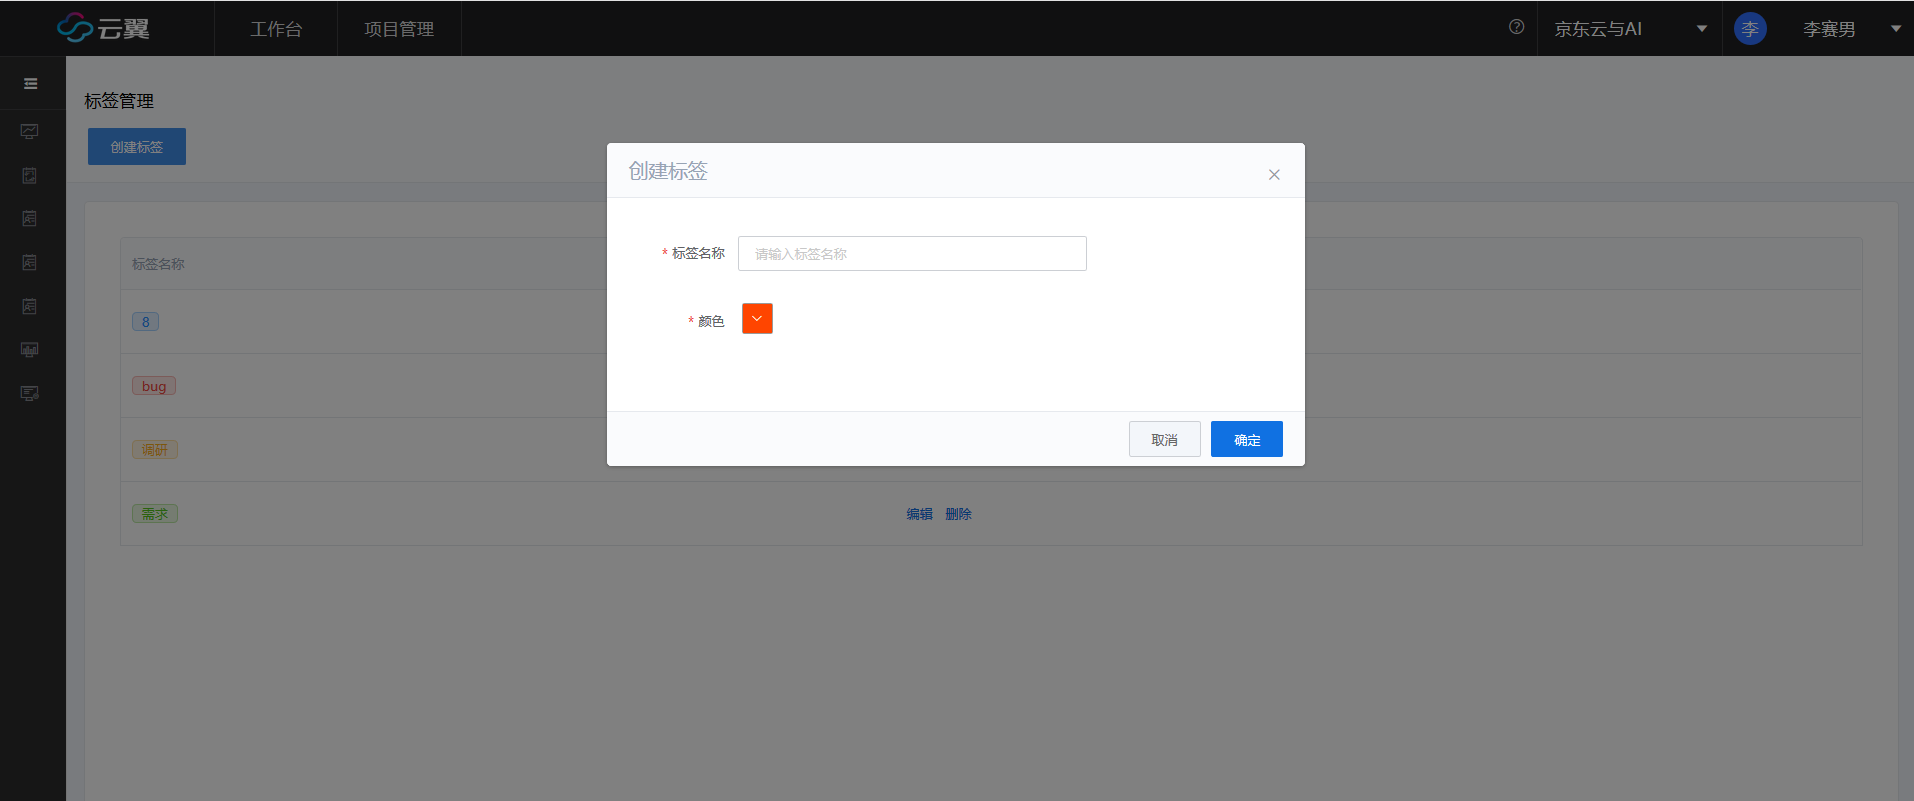 云翼
工作台
项目管理
京东云与AI
李
李赛男
标签管理
创建标签
创建标签
* 标签名称
请输入标签名称
* 颜色
取消
确定
标签名称
8
bug
调研
需求
编辑 删除